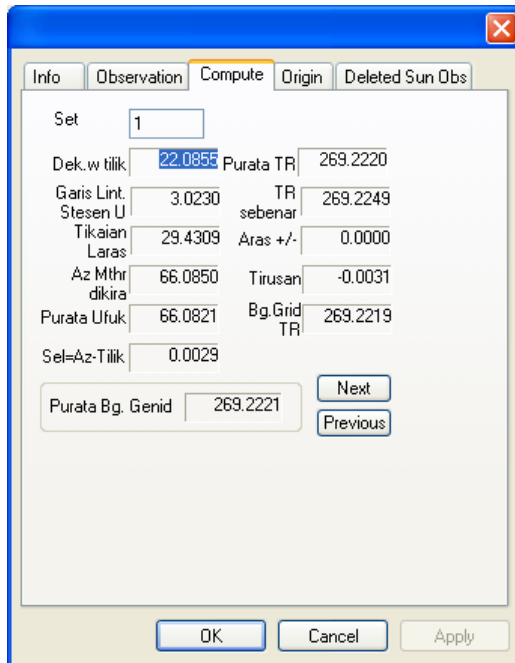 Info Observation Compute Origin Deleted Sun Obs
Set 1
Dek.w tilik 22.0855 Purata TR 269.2220
Garis Lint. Stesen U 3.0230 TR sebenar 269.2249
Tikaian Laras 29.4309 Aras +/- 0.0000
Az Mthr dikira 66.0850 Tirusan -0.0031
Purata Ufuk 66.0821 Bg.Grid TR 269.2219
Sel=Az-Tilik 0.0029
Purata Bg. Genid 269.2221
Next
Previous
OK Cancel Apply